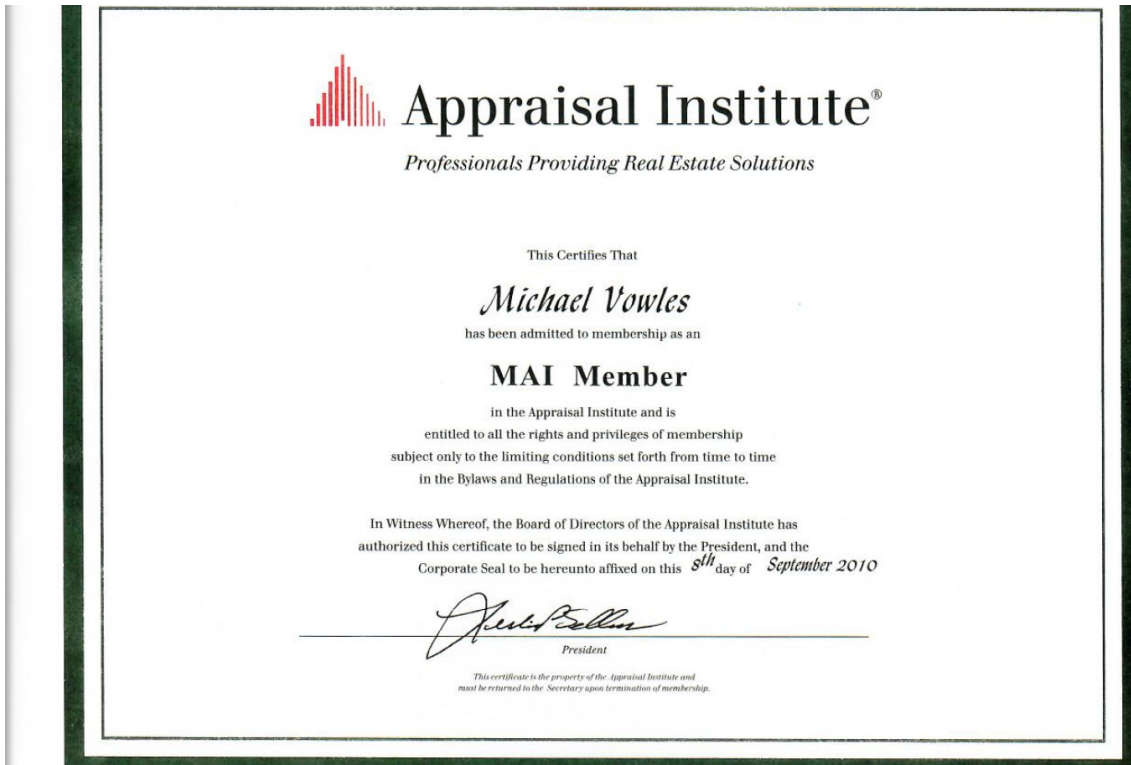 Appraisal Institute®
Professionals Providing Real Estate Solutions
This Certifies That
Michael Vowles
has been admitted to membership as an
MAI Member
in the Appraisal Institute and is
entitled to all the rights and privileges of membership
subject only to the limiting conditions set forth from time to time
in the Bylaws and Regulations of the Appraisal Institute.
In Witness Whereof, the Board of Directors of the Appraisal Institute has
authorized this certificate to be signed in its behalf by the President, and the
Corporate Seal to be hereunto affixed on this 8th day of September 2010
President
This certificate is the property of the Appraisal Institute and
must be returned to the Secretary upon termination of membership.